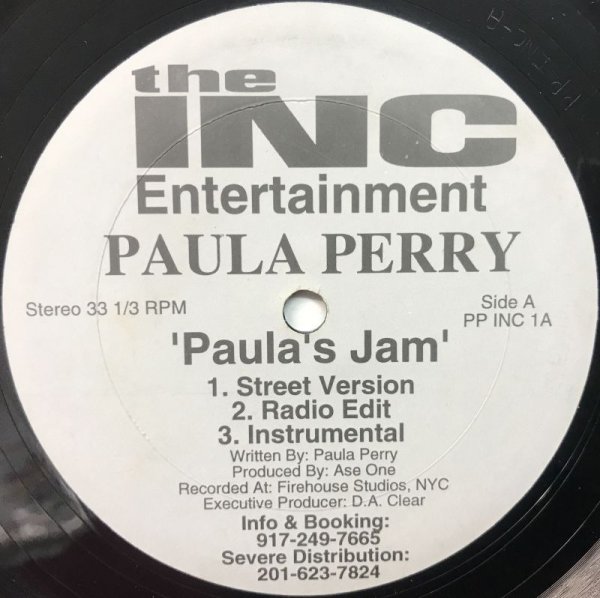 the
INC
Entertainment
PAULA PERRY
Stereo 33 1/3 RPM
Side A
PP INC 1A
'Paula's Jam'
1. Street Version
2. Radio Edit
3. Instrumental
Written By: Paula Perry
Produced By: Ase One
Recorded At: Firehouse Studios, NYC
Executive Producer: D.A. Clear
Info & Booking:
917-249-7665
Severe Distribution:
201-623-7824